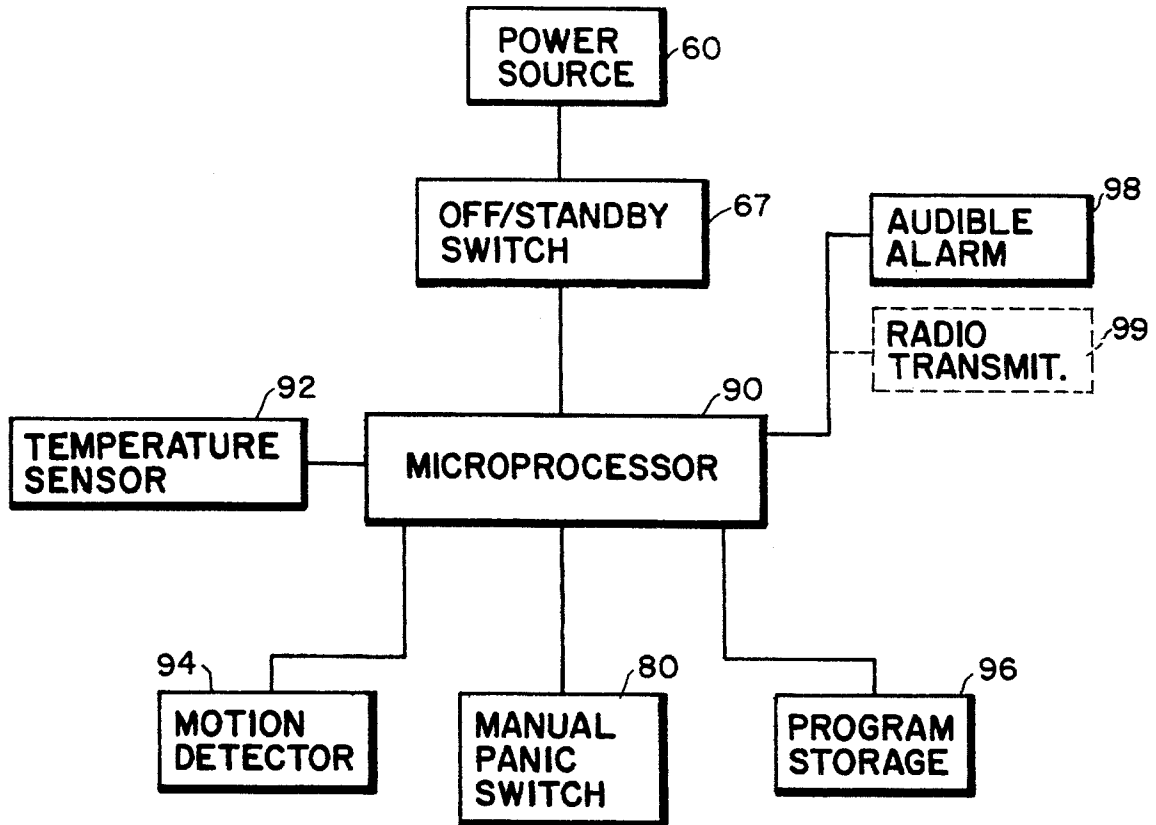 POWER
SOURCE
60
OFF/STANDBY
SWITCH
67
AUDIBLE
ALARM
98
RADIO
TRANSMIT.
99
90
MICROPROCESSOR
92
TEMPERATURE
SENSOR
94
MOTION
DETECTOR
80
MANUAL
PANIC
SWITCH
96
PROGRAM
STORAGE